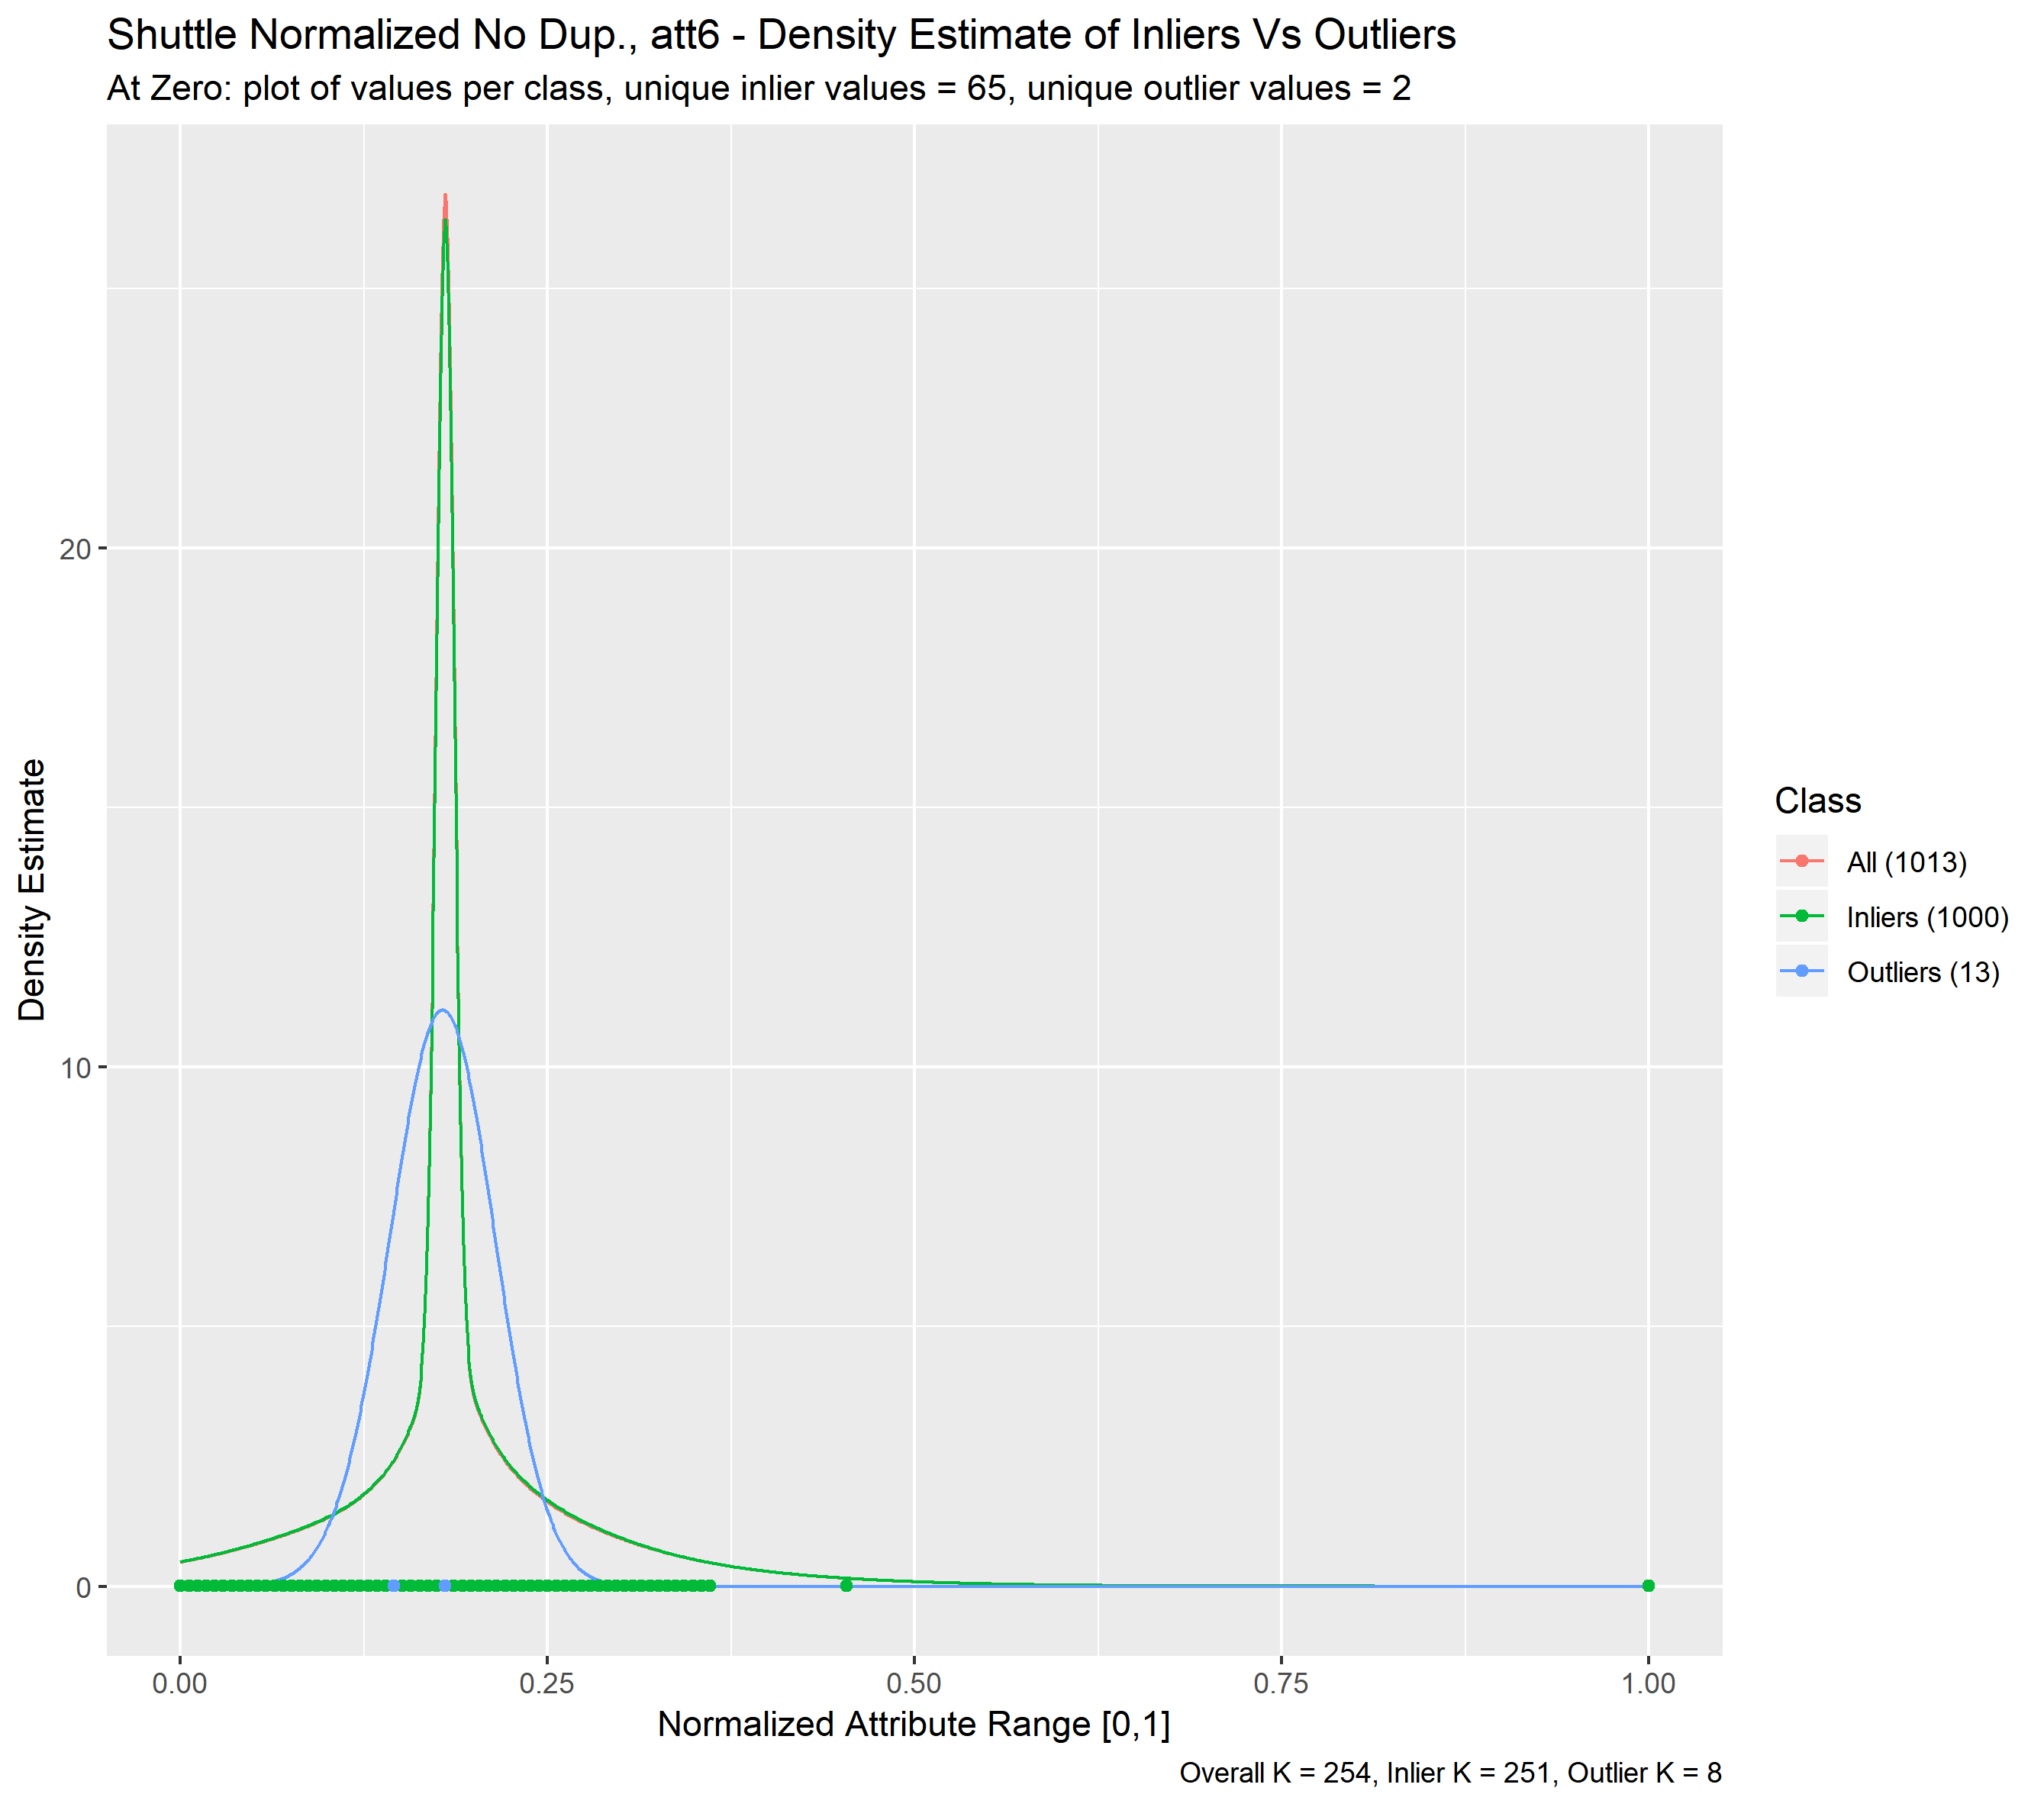 Shuttle Normalized No Dup., att6 - Density Estimate of Inliers Vs Outliers
At Zero: plot of values per class, unique inlier values = 65, unique outlier values = 2
Density Estimate
20
10
0
0.00
0.25
0.50
0.75
1.00
Normalized Attribute Range [0,1]
Class
All (1013)
Inliers (1000)
Outliers (13)
Overall K = 254, Inlier K = 251, Outlier K = 8